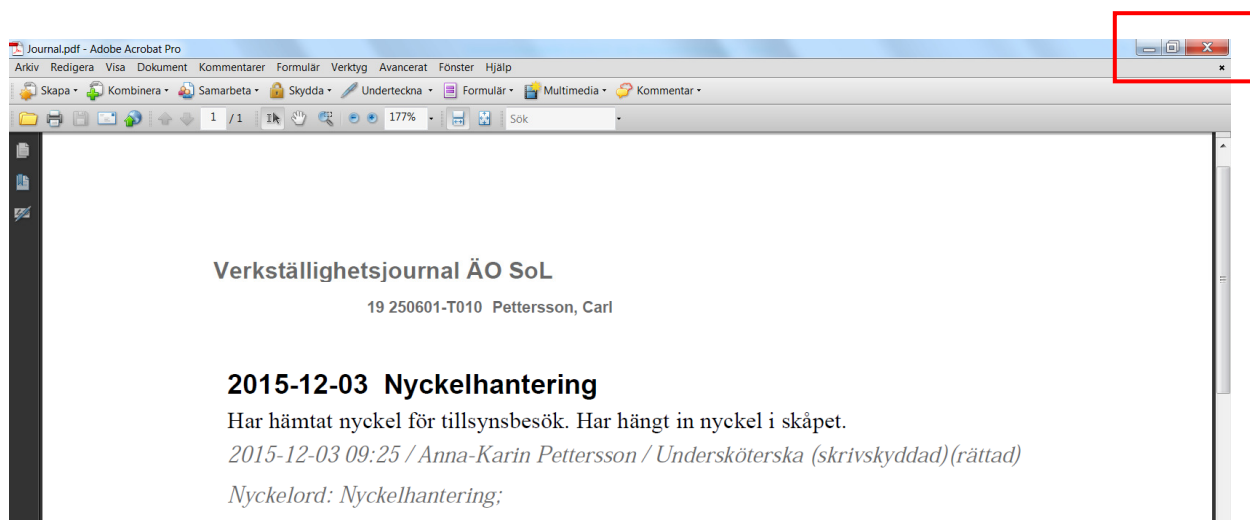 Journal.pdf - Adobe Acrobat Pro
Arkiv Redigera Visa Dokument Kommentarer Formulär Verktyg Avancerat Fönster Hjälp
Skapa Kombinera Samarbeta Skydda Underteckna Formulär Multimedia Kommentar
1 / 1 177% Sök
Verkställighetsjournal ÄO SoL
19 250601-T010 Pettersson, Carl
2015-12-03 Nyckelhantering
Har hämtat nyckel för tillsynsbesök. Har hängt in nyckel i skåpet.
2015-12-03 09:25 / Anna-Karin Pettersson / Undersköterska (skrivskyddad)(rättad)
Nyckelord: Nyckelhantering;